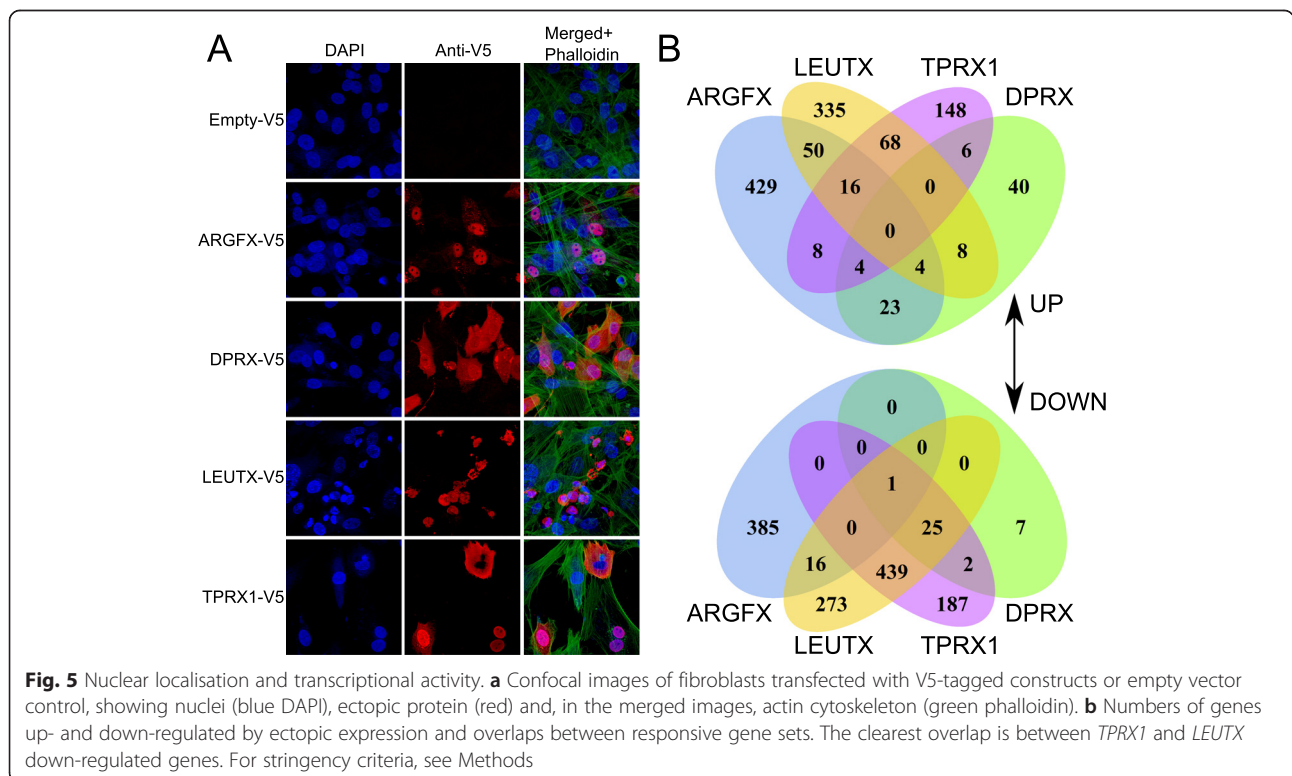 A
DAPI
Anti-V5
Merged+
Phalloidin
Empty-V5
ARGFX-V5
DPRX-V5
LEUTX-V5
TPRX1-V5
B
LEUTX
TPRX1
ARGFX
DPRX
335
148
50
68
6
429
16
0
40
0
8
4
4
8
23
UP
DOWN
0
0
0
0
0
1
385
0
25
7
16
439
2
273
187
ARGFX
DPRX
LEUTX
TPRX1
Fig. 5 Nuclear localisation and transcriptional activity. a Confocal images of fibroblasts transfected with V5-tagged constructs or empty vector
control, showing nuclei (blue DAPI), ectopic protein (red) and, in the merged images, actin cytoskeleton (green phalloidin). b Numbers of genes
up- and down-regulated by ectopic expression and overlaps between responsive gene sets. The clearest overlap is between TPRX1 and LEUTX
down-regulated genes. For stringency criteria, see Methods